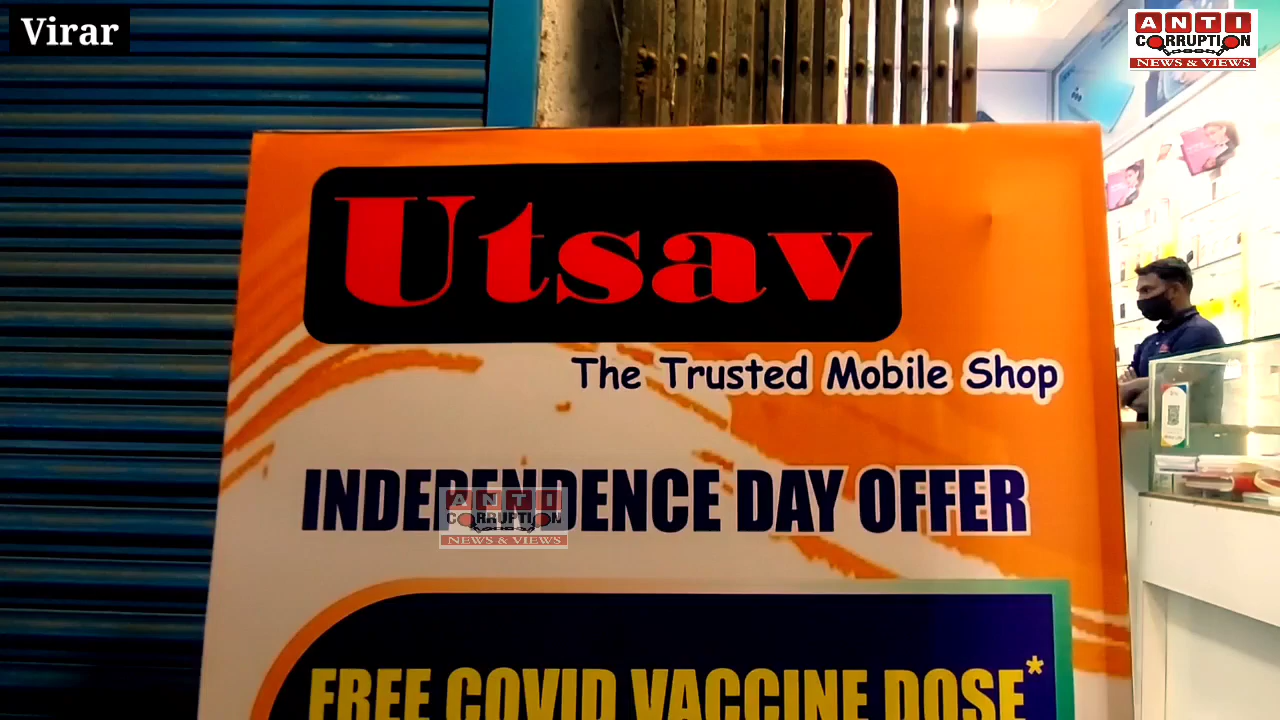 Virar
ANTI
CORRUPTION
NEWS & VIEWS
Utsav
The Trusted Mobile Shop
INDEPENDENCE DAY OFFER
ANTI
CORRUPTION
NEWS & VIEWS
FREE COVID VACCINE DOSE*